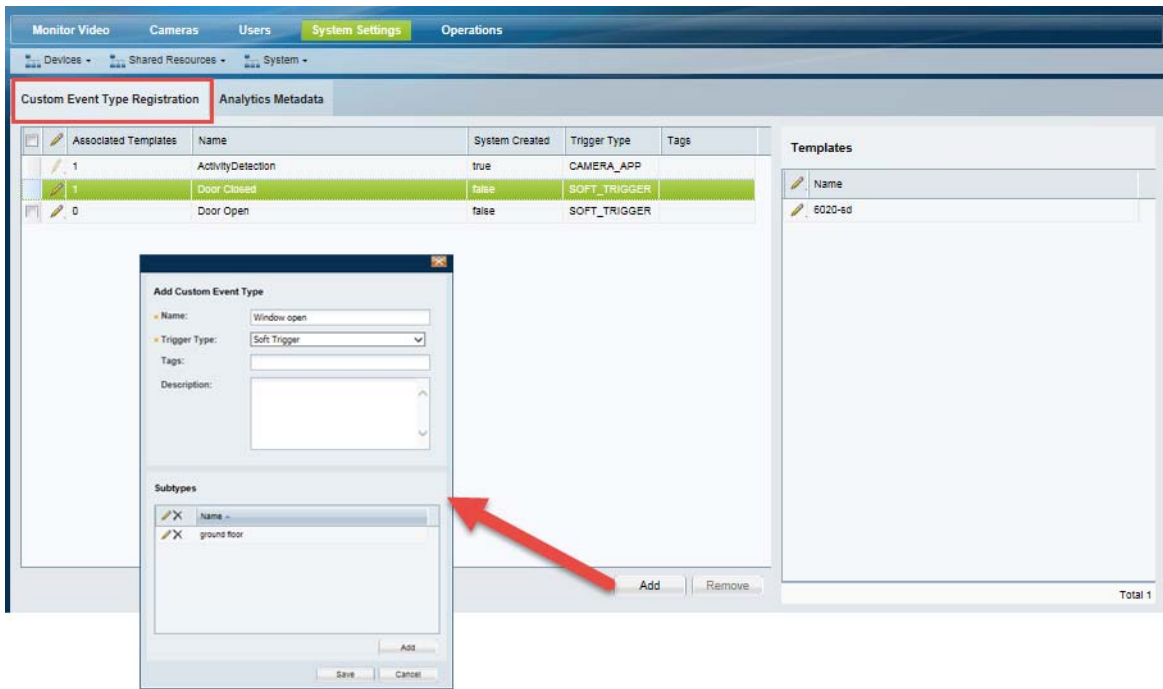 Monitor Video Cameras Users System Settings Operations
Devices Shared Resources System
Custom Event Type Registration Analytics Metadata
Associated Templates Name System Created Trigger Type Tags
1 ActivityDetection true CAMERA_APP
1 Door Closed false SOFT_TRIGGER
0 Door Open false SOFT_TRIGGER
Templates
Name
6020-sd
Total 1
Add Custom Event Type
Name: Window open
Trigger Type: Soft Trigger
Tags:
Description:
Subtypes
Name
ground floor
Add
Save Cancel
Add Remove